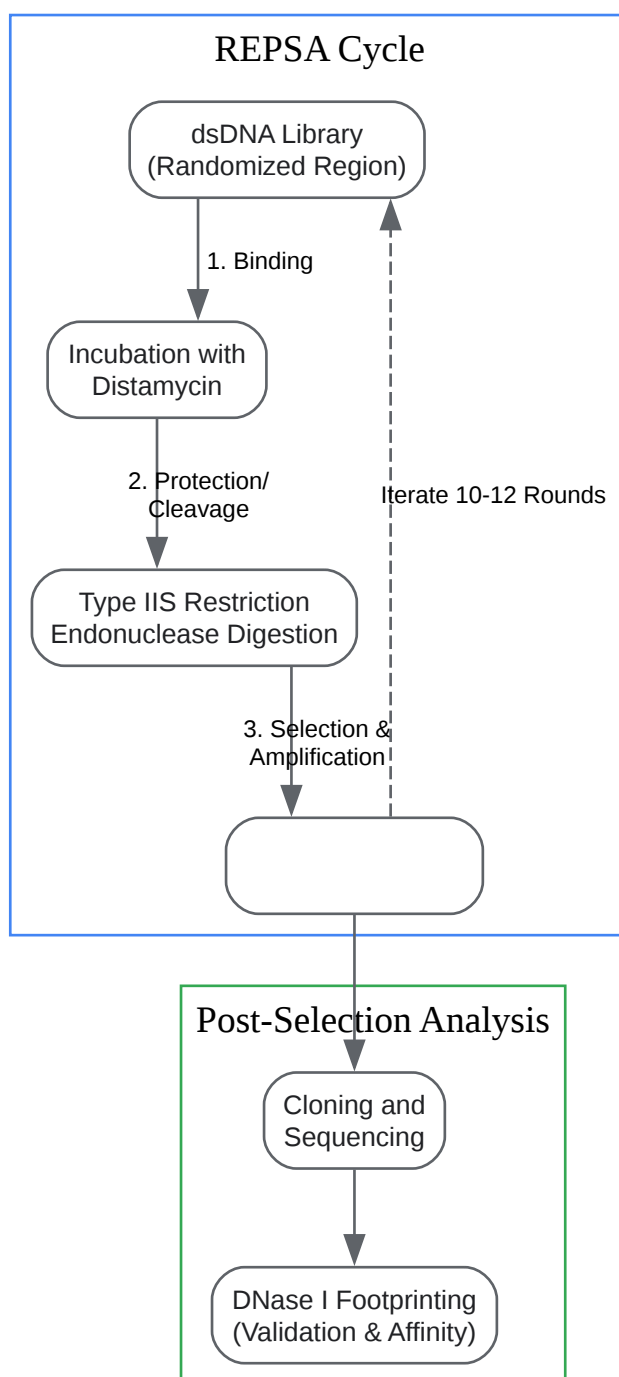 REPSA Cycle
dsDNA Library
(Randomized Region)
1. Binding
Incubation with
Distamycin
2. Protection/
Cleavage
Iterate 10-12 Rounds
Type IIS Restriction
Endonuclease Digestion
3. Selection &
Amplification
Post-Selection Analysis
Cloning and
Sequencing
DNase I Footprinting
(Validation & Affinity)